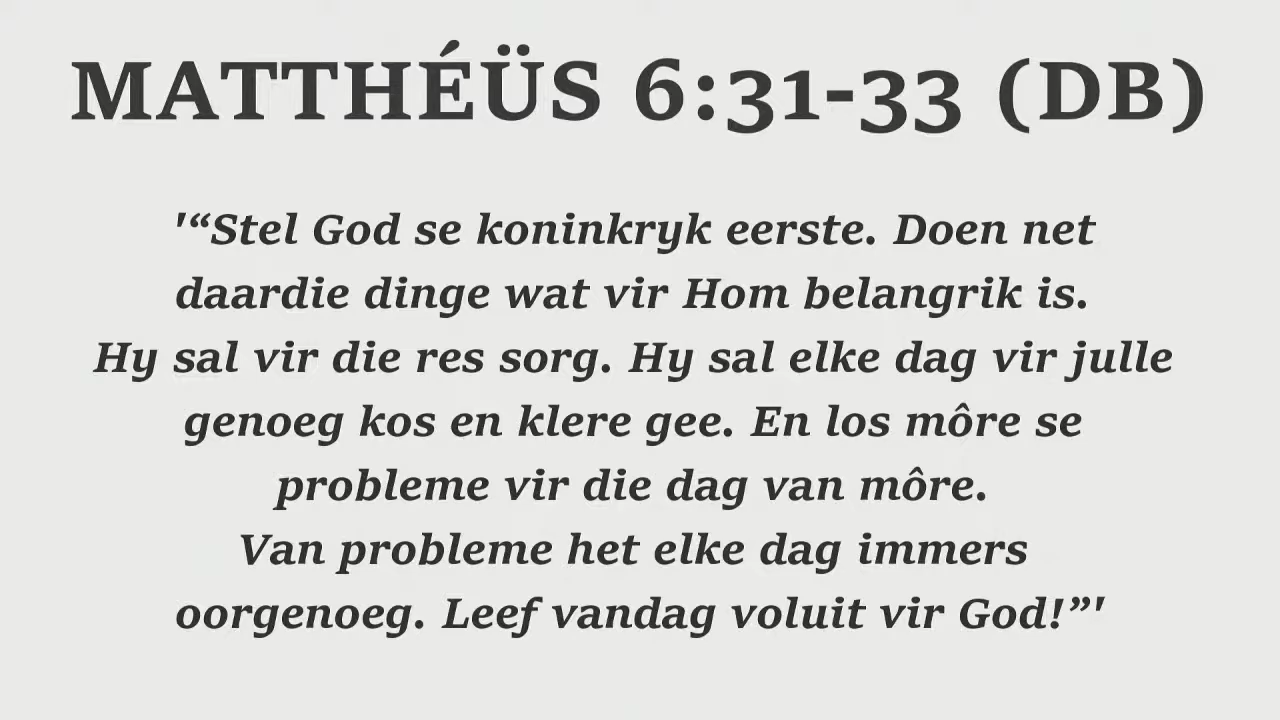 MATTHÉÜS 6:31-33 (DB)
'“Stel God se koninkryk eerste. Doen net
daardie dinge wat vir Hom belangrik is.
Hy sal vir die res sorg. Hy sal elke dag vir julle
genoeg kos en klere gee. En los môre se
probleme vir die dag van môre.
Van probleme het elke dag immers
oorgenoeg. Leef vandag voluit vir God!”'